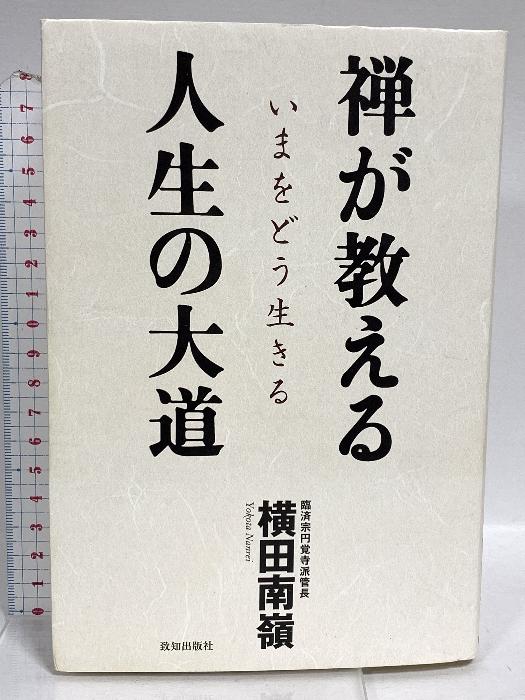 禅が教える
いまをどう生きる
人生の大道
臨済宗円覚寺派管長
横田南嶺
Yokota Nanrei
致知出版社